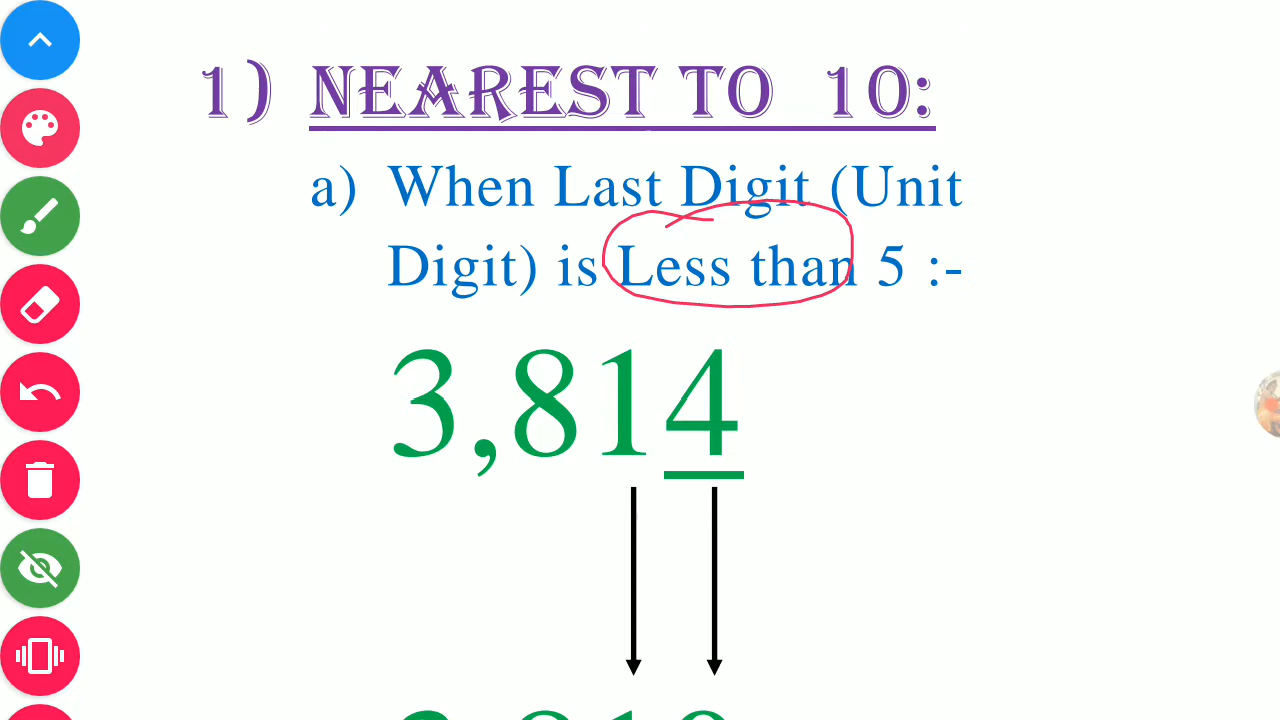 1) NEAREST TO 10:
a) When Last Digit (Unit
Digit) is Less than 5 :-
3,814